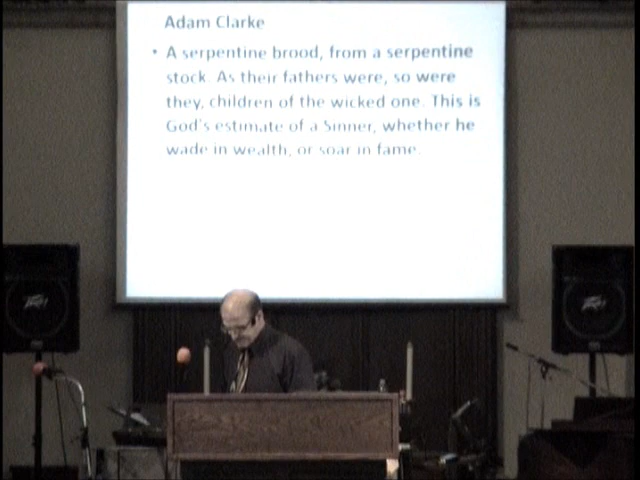 Adam Clarke
• A serpentine brood, from a serpentine
stock. As their fathers were, so were
they, children of the wicked one. This is
God's estimate of a Sinner, whether he
wade in wealth, or soar in fame.